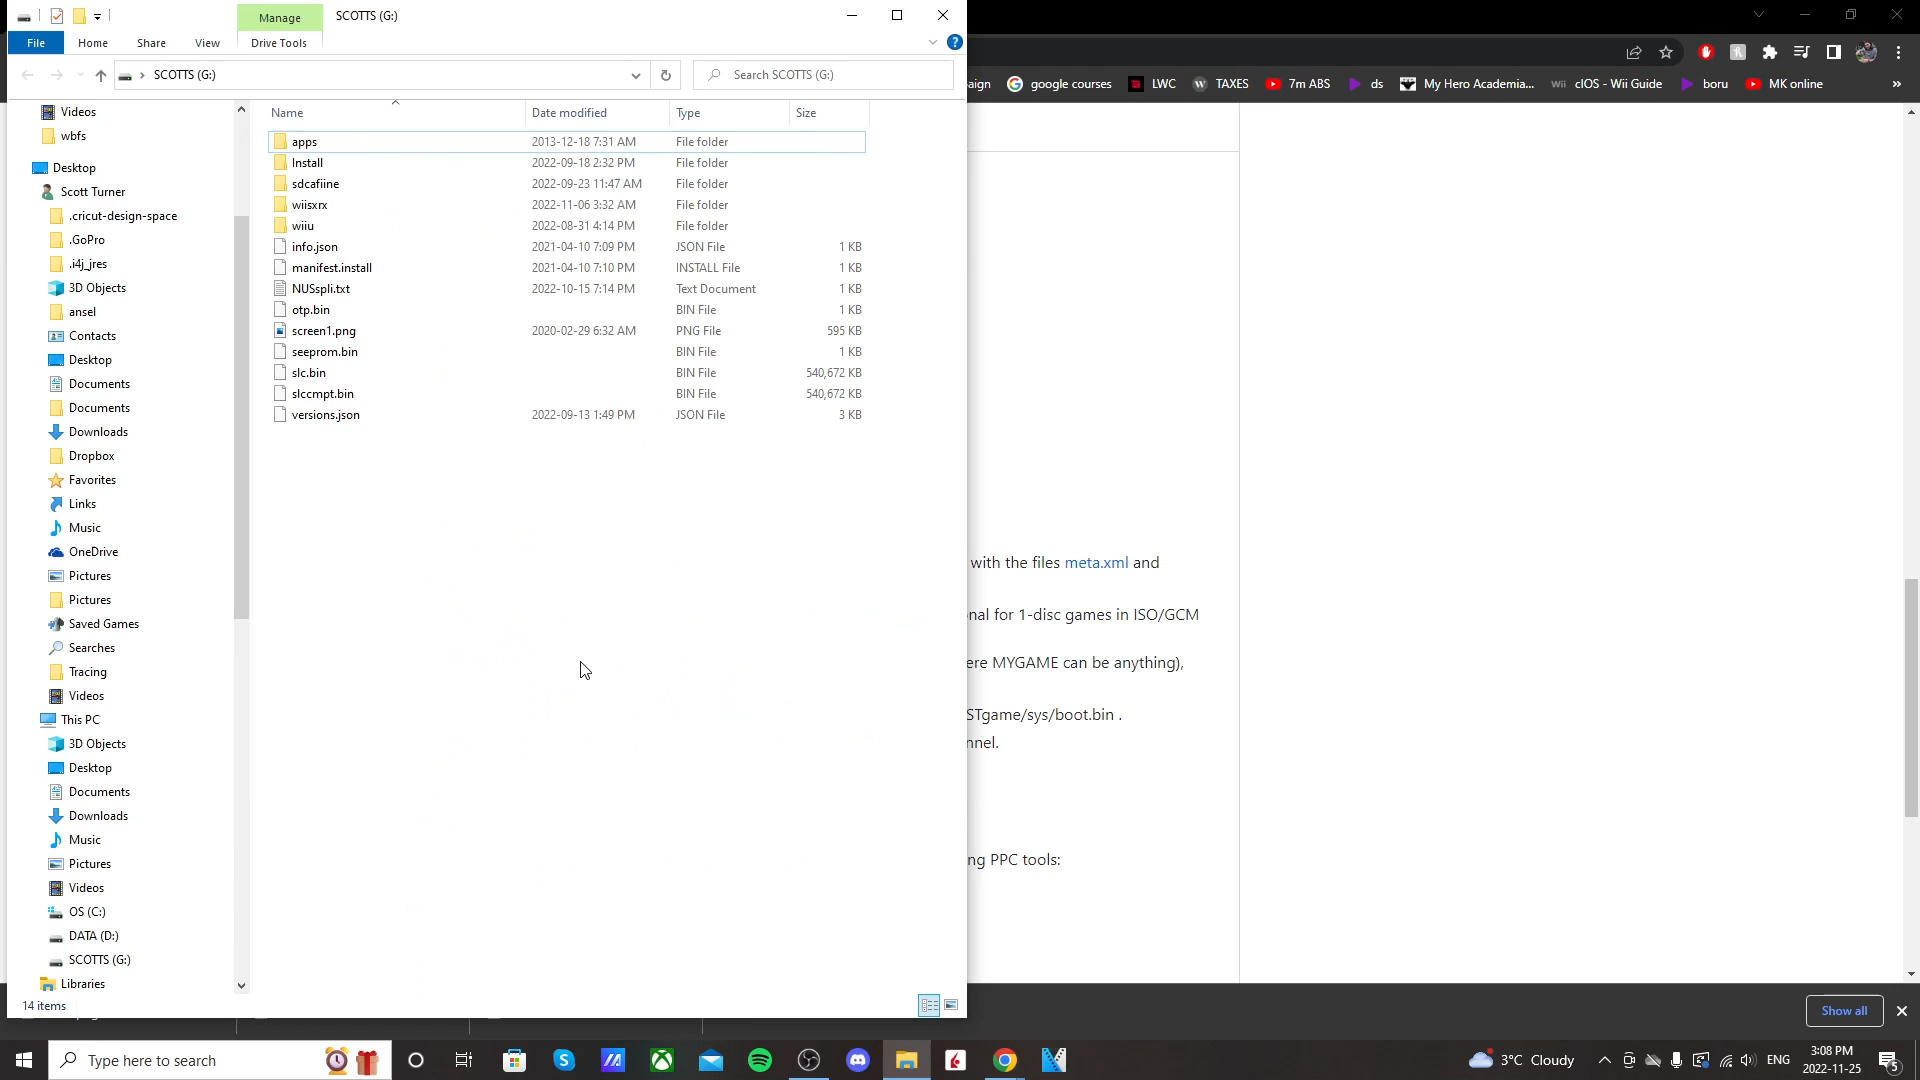 Manage
SCOTTS (G:)
File
Home
Share
View
Drive Tools
SCOTTS (G:)
Search SCOTTS (G:)
aign
google courses
LWC
TAXES
7m ABS
ds
My Hero Academia...
Wii
cIOS - Wii Guide
boru
MK online
»
Name
Date modified
Type
Size
Videos
wbfs
Desktop
Scott Turner
.cricut-design-space
.GoPro
.i4j_jres
3D Objects
ansel
Contacts
Desktop
Documents
Documents
Downloads
Dropbox
Favorites
Links
Music
OneDrive
Pictures
Pictures
Saved Games
Searches
Tracing
Videos
This PC
3D Objects
Desktop
Documents
Downloads
Music
Pictures
Videos
OS (C:)
DATA (D:)
SCOTTS (G:)
Libraries
apps 2013-12-18 7:31 AM File folder
Install 2022-09-18 2:32 PM File folder
sdcafiine 2022-09-23 11:47 AM File folder
wiisxrx 2022-11-06 3:32 AM File folder
wiiu 2022-08-31 4:14 PM File folder
info.json 2021-04-10 7:09 PM JSON File 1 KB
manifest.install 2021-04-10 7:10 PM INSTALL File 1 KB
NUSspli.txt 2022-10-15 7:14 PM Text Document 1 KB
otp.bin BIN File 1 KB
screen1.png 2020-02-29 6:32 AM PNG File 595 KB
seeprom.bin BIN File 1 KB
slc.bin BIN File 540,672 KB
slccmpt.bin BIN File 540,672 KB
versions.json 2022-09-13 1:49 PM JSON File 3 KB
14 items
with the files meta.xml and
nal for 1-disc games in ISO/GCM
ere MYGAME can be anything),
STgame/sys/boot.bin .
nnel.
ng PPC tools:
Show all
Type here to search
3°C Cloudy
ENG
3:08 PM
2022-11-25
5